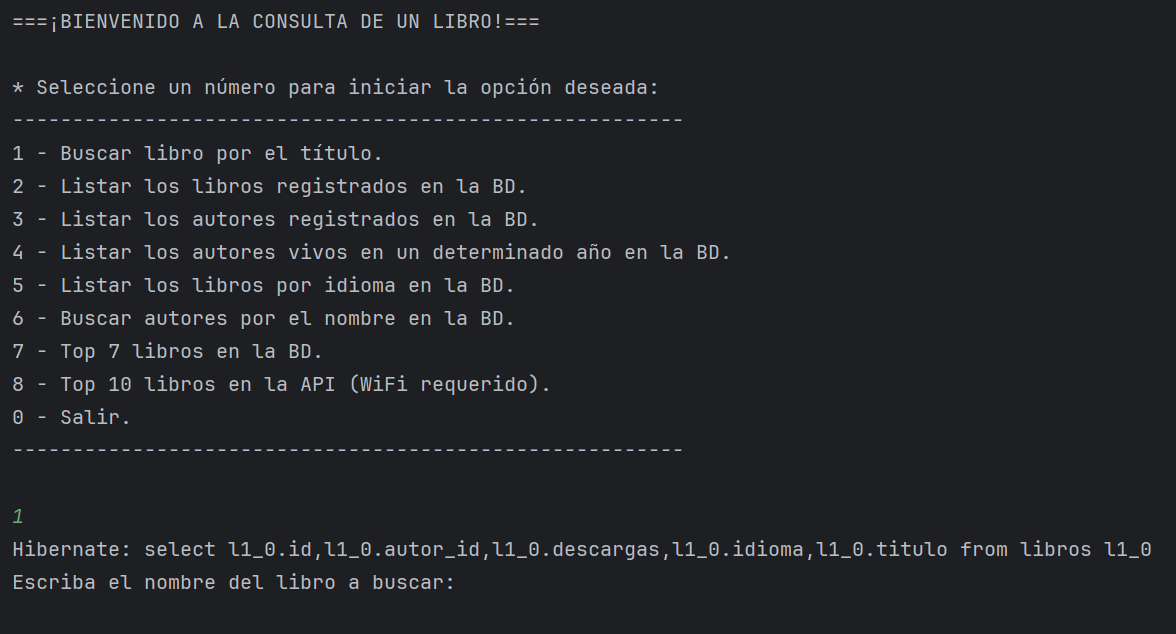 ===¡BIENVENIDO A LA CONSULTA DE UN LIBRO!===
* Seleccione un número para iniciar la opción deseada:
--------------------------------------------------------
1 - Buscar libro por el título.
2 - Listar los libros registrados en la BD.
3 - Listar los autores registrados en la BD.
4 - Listar los autores vivos en un determinado año en la BD.
5 - Listar los libros por idioma en la BD.
6 - Buscar autores por el nombre en la BD.
7 - Top 7 libros en la BD.
8 - Top 10 libros en la API (WiFi requerido).
0 - Salir.
--------------------------------------------------------
1
Hibernate: select l1_0.id,l1_0.autor_id,l1_0.descargas,l1_0.idioma,l1_0.titulo from libros l1_0
Escriba el nombre del libro a buscar: